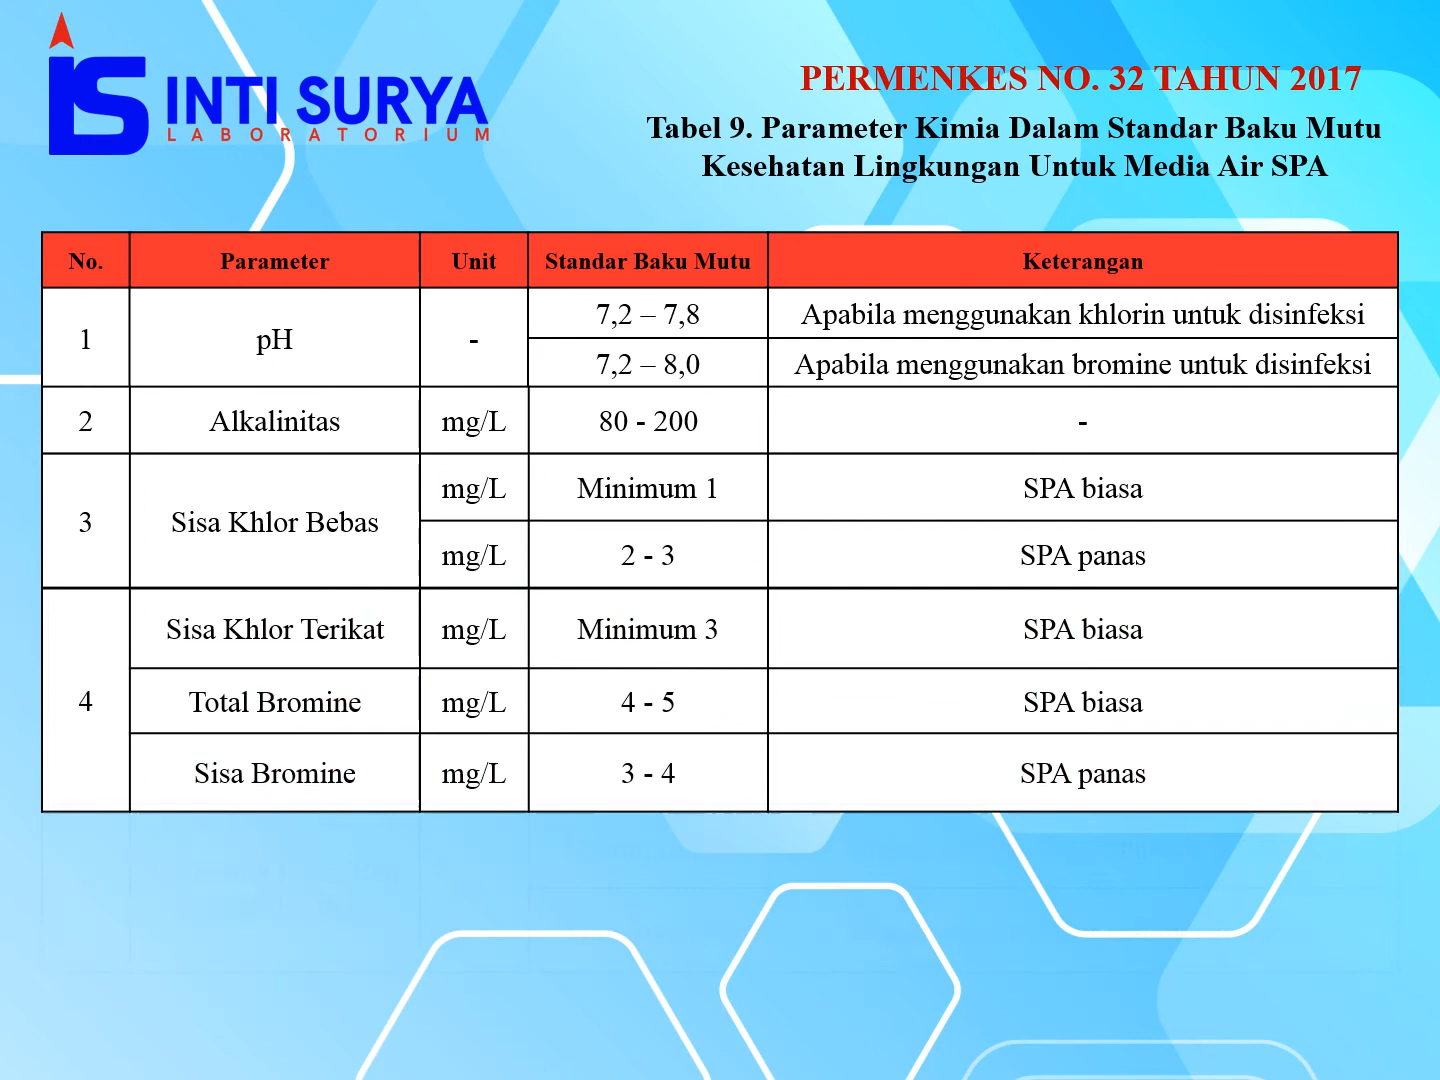 INTI SURYA
LABORATORIUM
PERMENKES NO. 32 TAHUN 2017
Tabel 9. Parameter Kimia Dalam Standar Baku Mutu
Kesehatan Lingkungan Untuk Media Air SPA
No. Parameter Unit Standar Baku Mutu Keterangan
1 pH - 7,2 – 7,8 Apabila menggunakan khlorin untuk disinfeksi
7,2 – 8,0 Apabila menggunakan bromine untuk disinfeksi
2 Alkalinitas mg/L 80 - 200 -
3 Sisa Khlor Bebas mg/L Minimum 1 SPA biasa
mg/L 2 - 3 SPA panas
4 Sisa Khlor Terikat mg/L Minimum 3 SPA biasa
Total Bromine mg/L 4 - 5 SPA biasa
Sisa Bromine mg/L 3 - 4 SPA panas